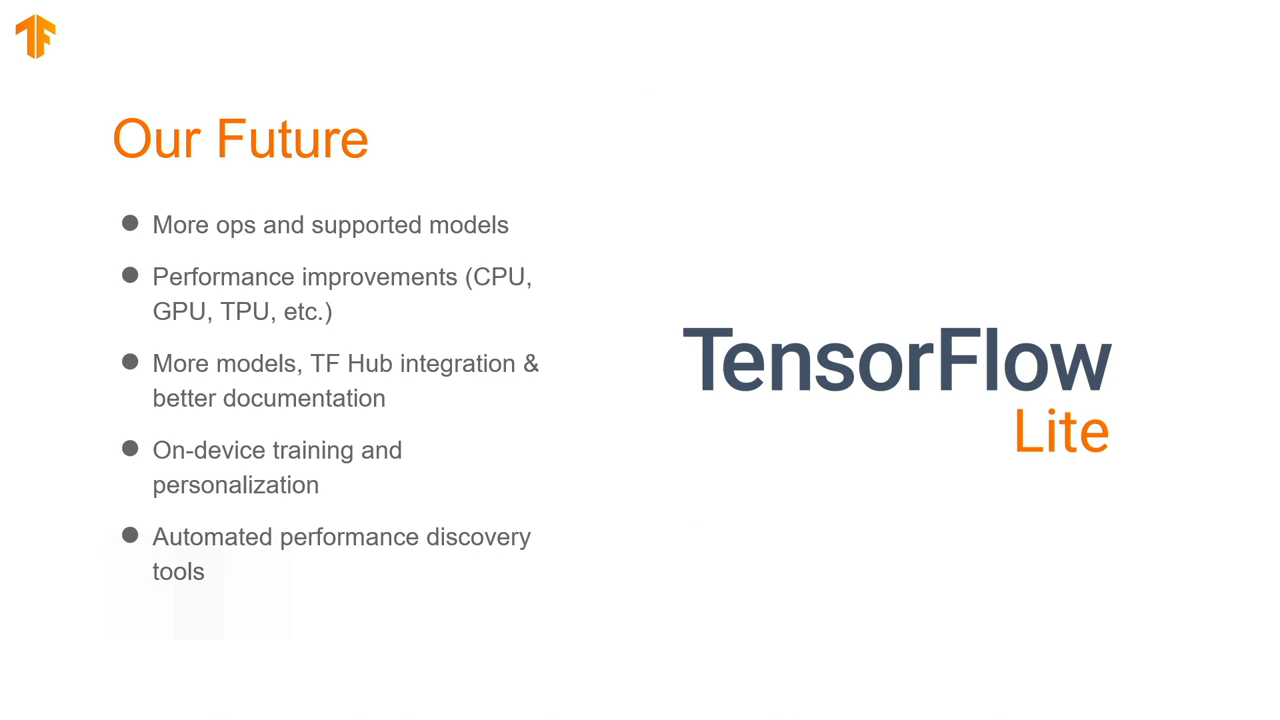 Our Future
● More ops and supported models
● Performance improvements (CPU,
GPU, TPU, etc.)
● More models, TF Hub integration &
better documentation
● On-device training and
personalization
● Automated performance discovery
tools
TensorFlow
Lite